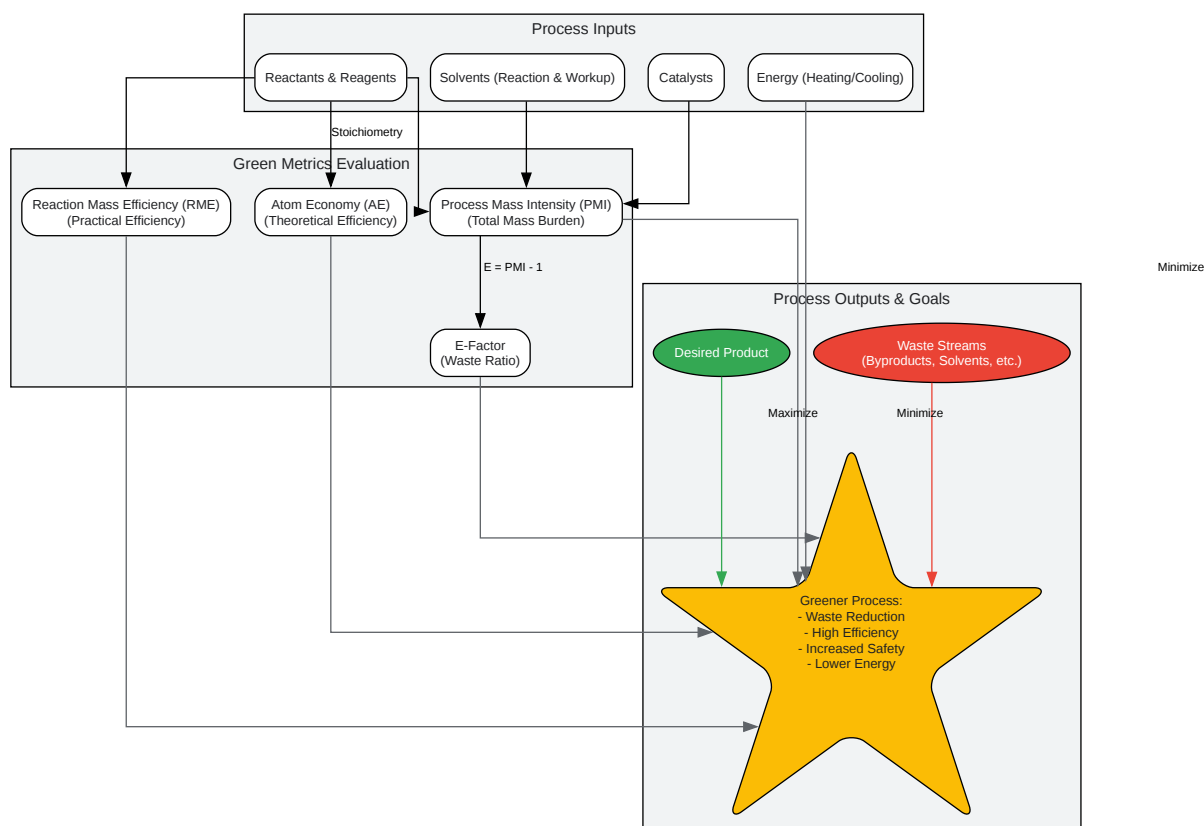 Process Inputs
Reactants & Reagents
Solvents (Reaction & Workup)
Catalysts
Energy (Heating/Cooling)
Stoichiometry
Green Metrics Evaluation
Reaction Mass Efficiency (RME)
(Practical Efficiency)
Atom Economy (AE)
(Theoretical Efficiency)
Process Mass Intensity (PMI)
(Total Mass Burden)
E = PMI - 1
Minimize
E-Factor
(Waste Ratio)
Process Outputs & Goals
Desired Product
Waste Streams
(Byproducts, Solvents, etc.)
Maximize
Minimize
Greener Process:
- Waste Reduction
- High Efficiency
- Increased Safety
- Lower Energy